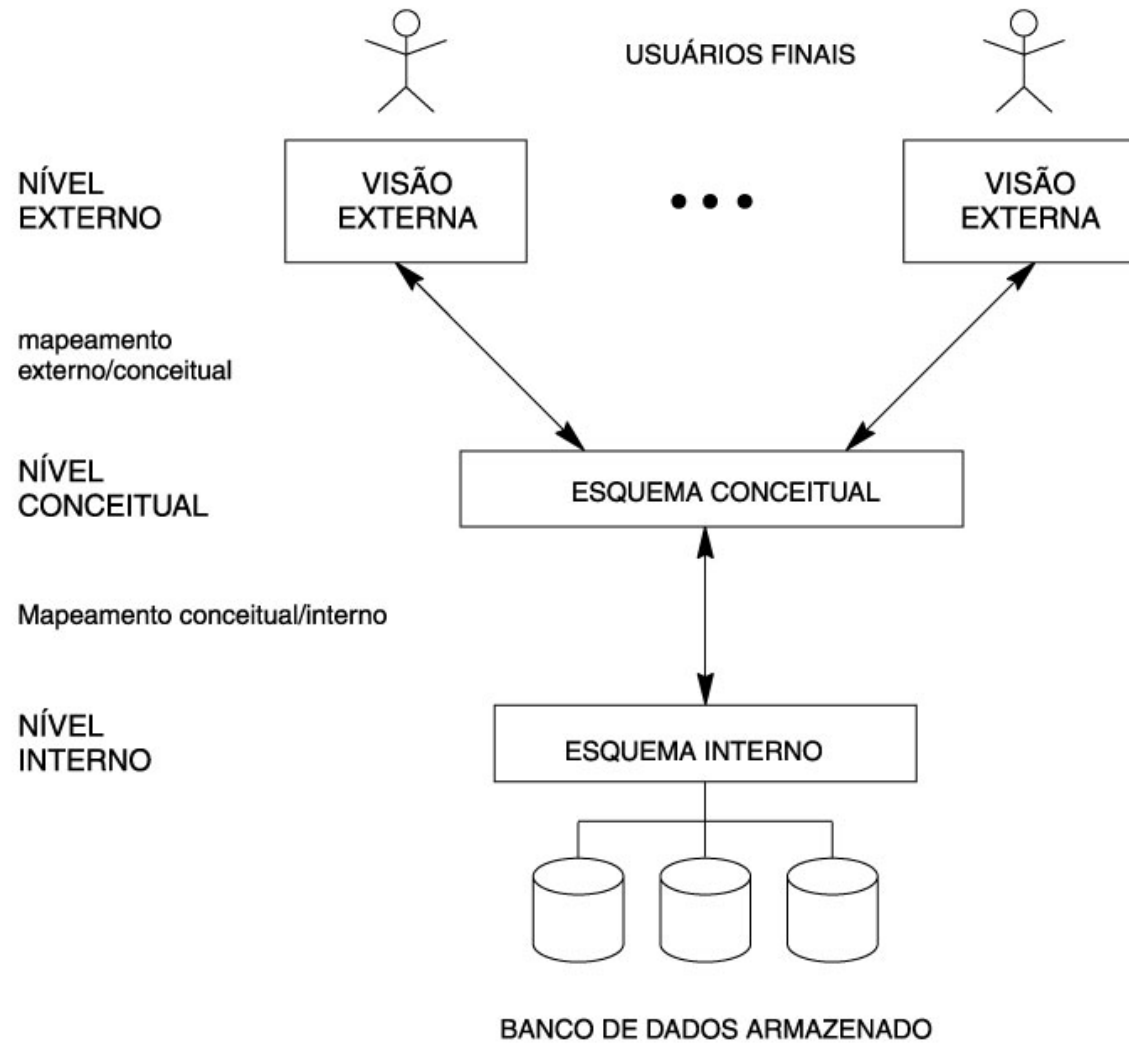 USUÁRIOS FINAIS
NÍVEL
EXTERNO
VISÃO
EXTERNA
VISÃO
EXTERNA
mapeamento
externo/conceitual
NÍVEL
CONCEITUAL
ESQUEMA CONCEITUAL
Mapeamento conceitual/interno
NÍVEL
INTERNO
ESQUEMA INTERNO
BANCO DE DADOS ARMAZENADO